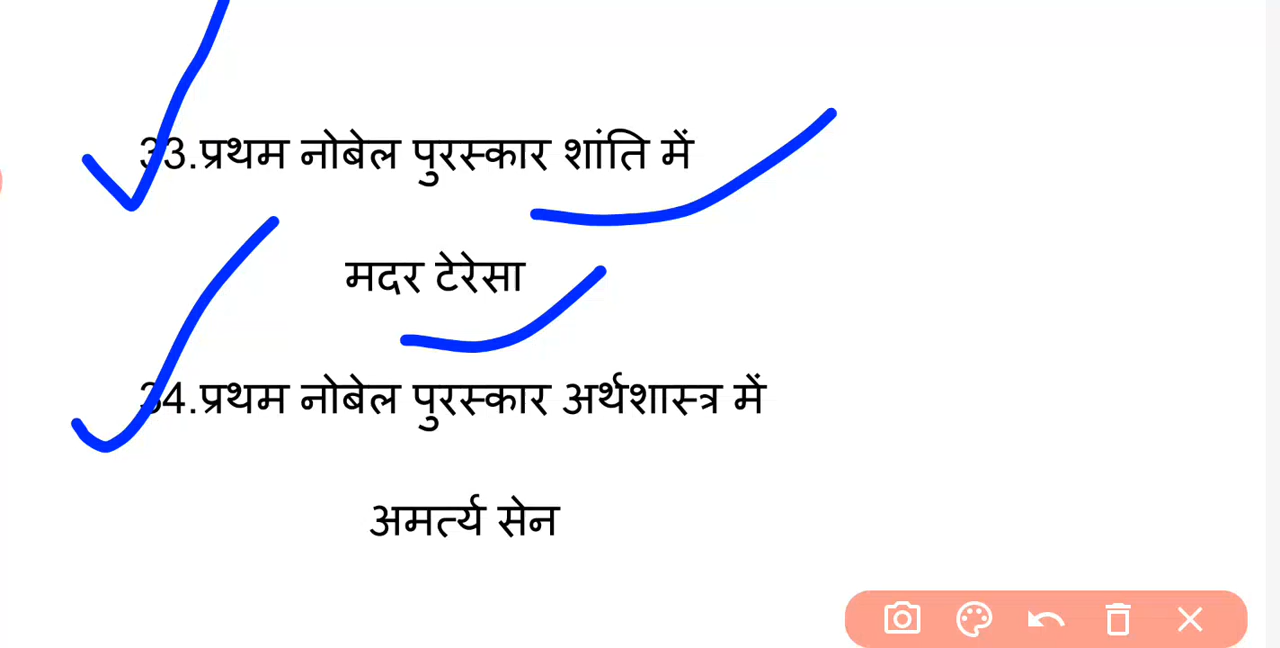 33.प्रथम नोबेल पुरस्कार शांति में
मदर टेरेसा
34.प्रथम नोबेल पुरस्कार अर्थशास्त्र में
अमर्त्य सेन